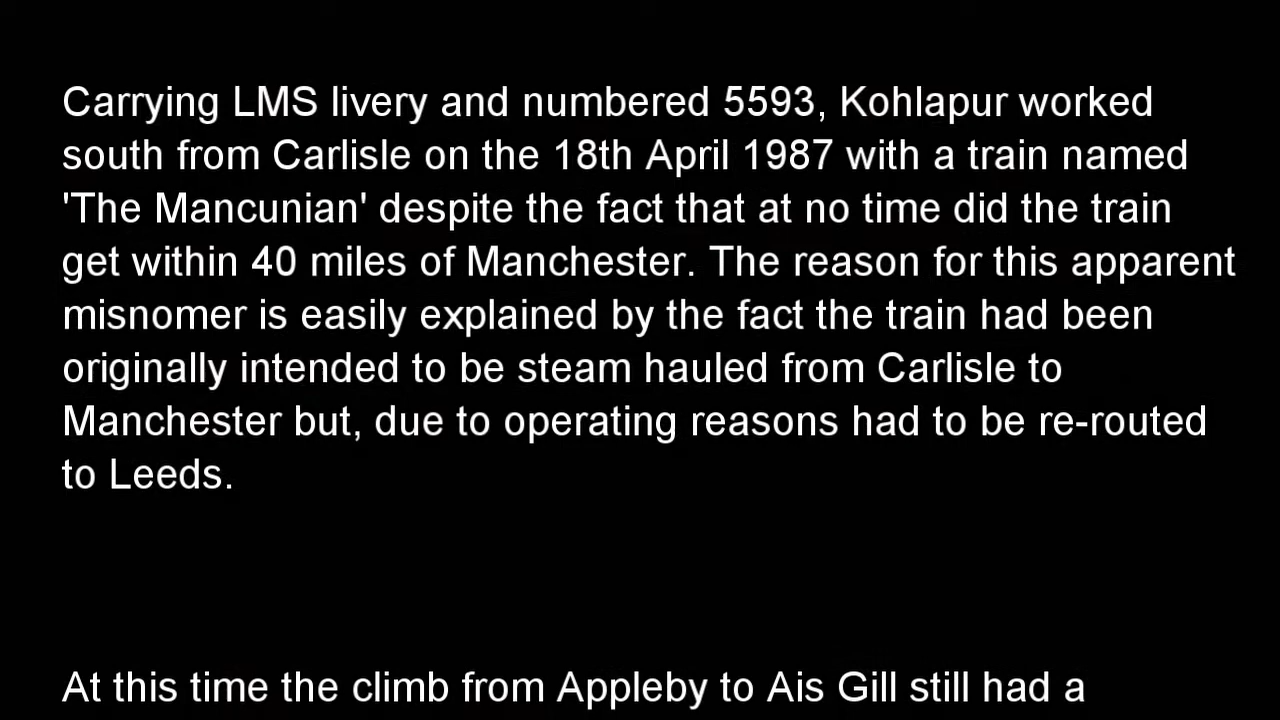 Carrying LMS livery and numbered 5593, Kohlapur worked
south from Carlisle on the 18th April 1987 with a train named
'The Mancunian' despite the fact that at no time did the train
get within 40 miles of Manchester. The reason for this apparent
misnomer is easily explained by the fact the train had been
originally intended to be steam hauled from Carlisle to
Manchester but, due to operating reasons had to be re-routed
to Leeds.
At this time the climb from Appleby to Ais Gill still had a